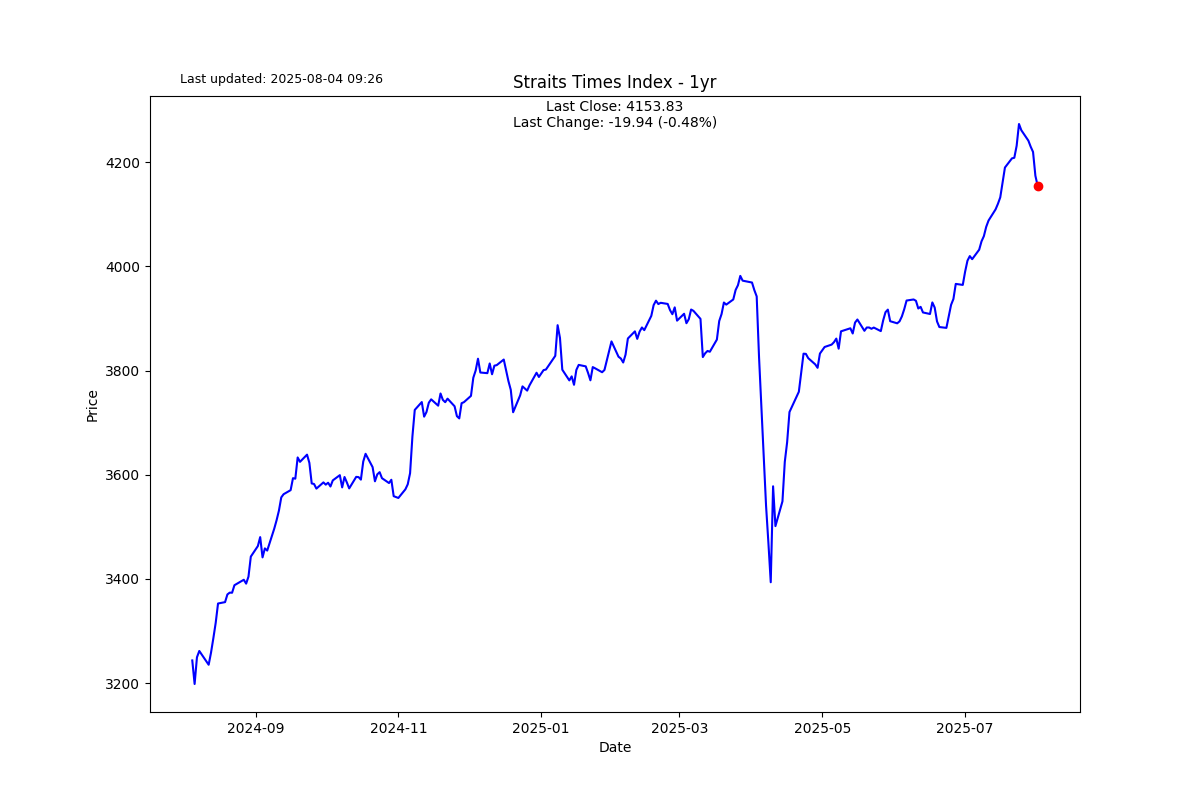 Last updated: 2025-08-04 09:26
Straits Times Index - 1yr
Last Close: 4153.83
Last Change: -19.94 (-0.48%)
4200
4000
3800
3600
3400
3200
Price
2024-09
2024-11
2025-01
2025-03
2025-05
2025-07
Date